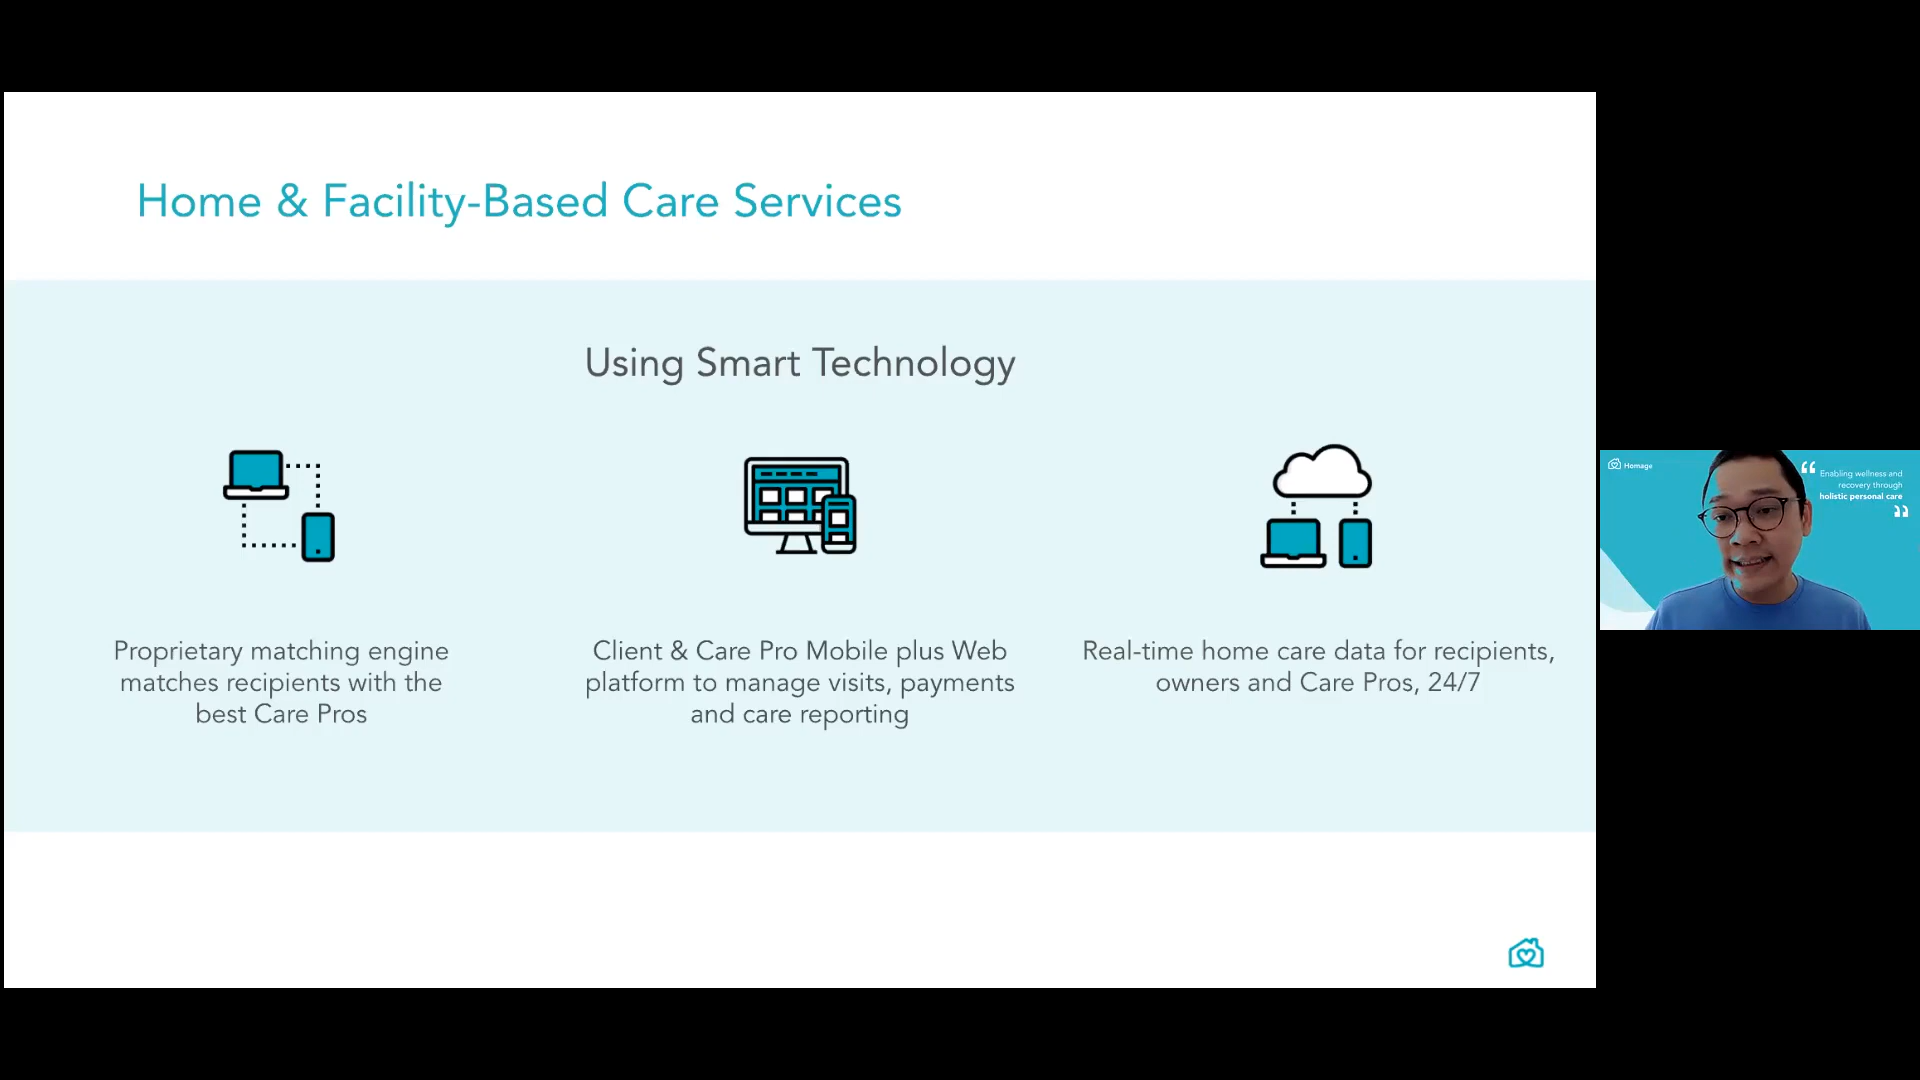 Home & Facility-Based Care Services
Using Smart Technology
Proprietary matching engine
matches recipients with the
best Care Pros
Client & Care Pro Mobile plus Web
platform to manage visits, payments
and care reporting
Real-time home care data for recipients,
owners and Care Pros, 24/7
Homage
“ Enabling wellness and
recovery through
holistic personal care
”